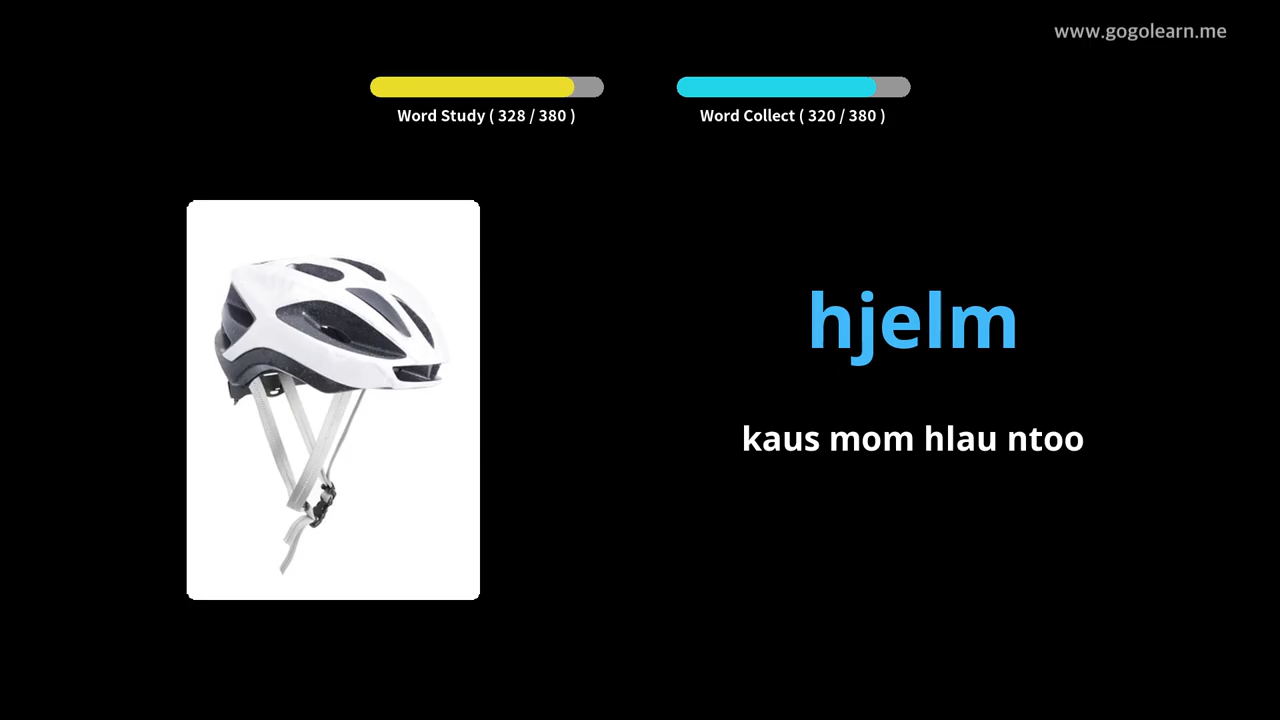 www.gogolearn.me
Word Study ( 328 / 380 )
Word Collect ( 320 / 380 )
hjelm
kaus mom hlau ntoo